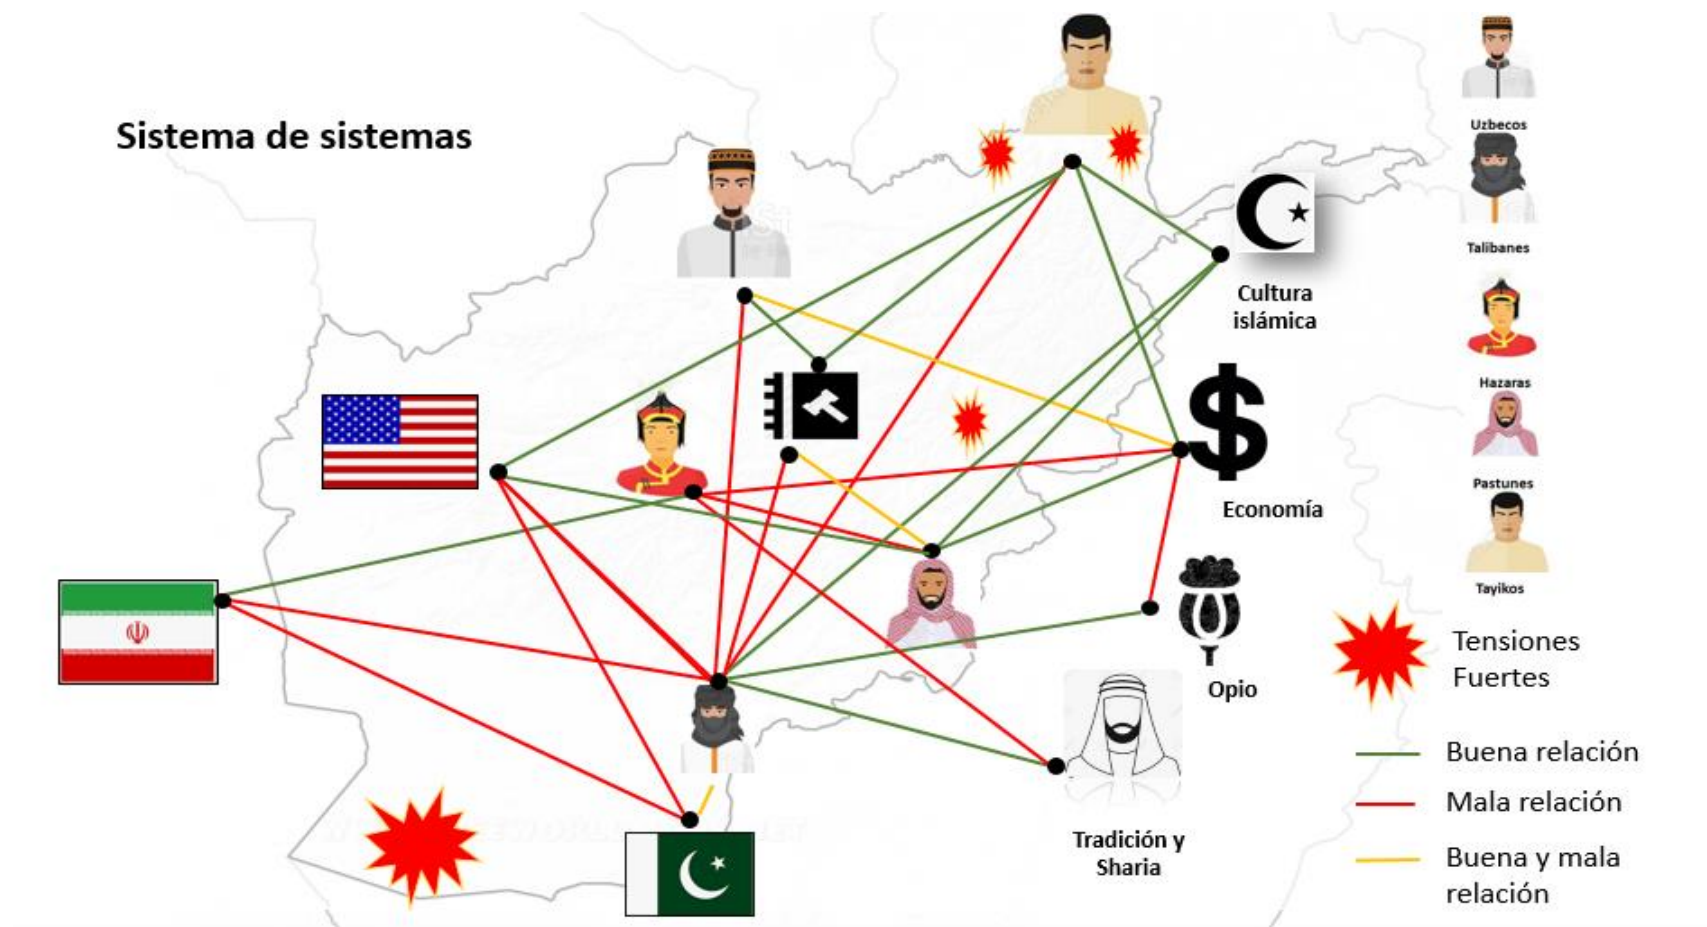 Sistema de sistemas
Uzbecos
Talibanes
Cultura
islámica
Hazaras
Pastunes
Economía
Tayikos
Tensiones
Fuertes
Opio
Buena relación
Mala relación
Tradición y
Sharia
Buena y mala
relación